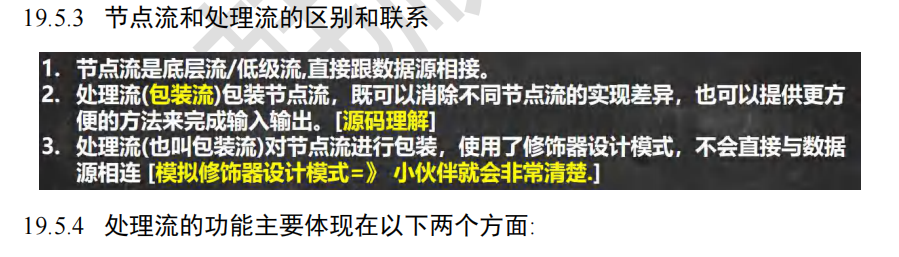 19.5.3 节点流和处理流的区别和联系
1. 节点流是底层流/低级流,直接跟数据源相接。
2. 处理流(包装流)包装节点流，既可以消除不同节点流的实现差异，也可以提供更方
便的方法来完成输入输出。[源码理解]
3. 处理流(也叫包装流)对节点流进行包装，使用了修饰器设计模式，不会直接与数据
源相连 [模拟修饰器设计模式=》 小伙伴就会非常清楚.]
19.5.4 处理流的功能主要体现在以下两个方面: